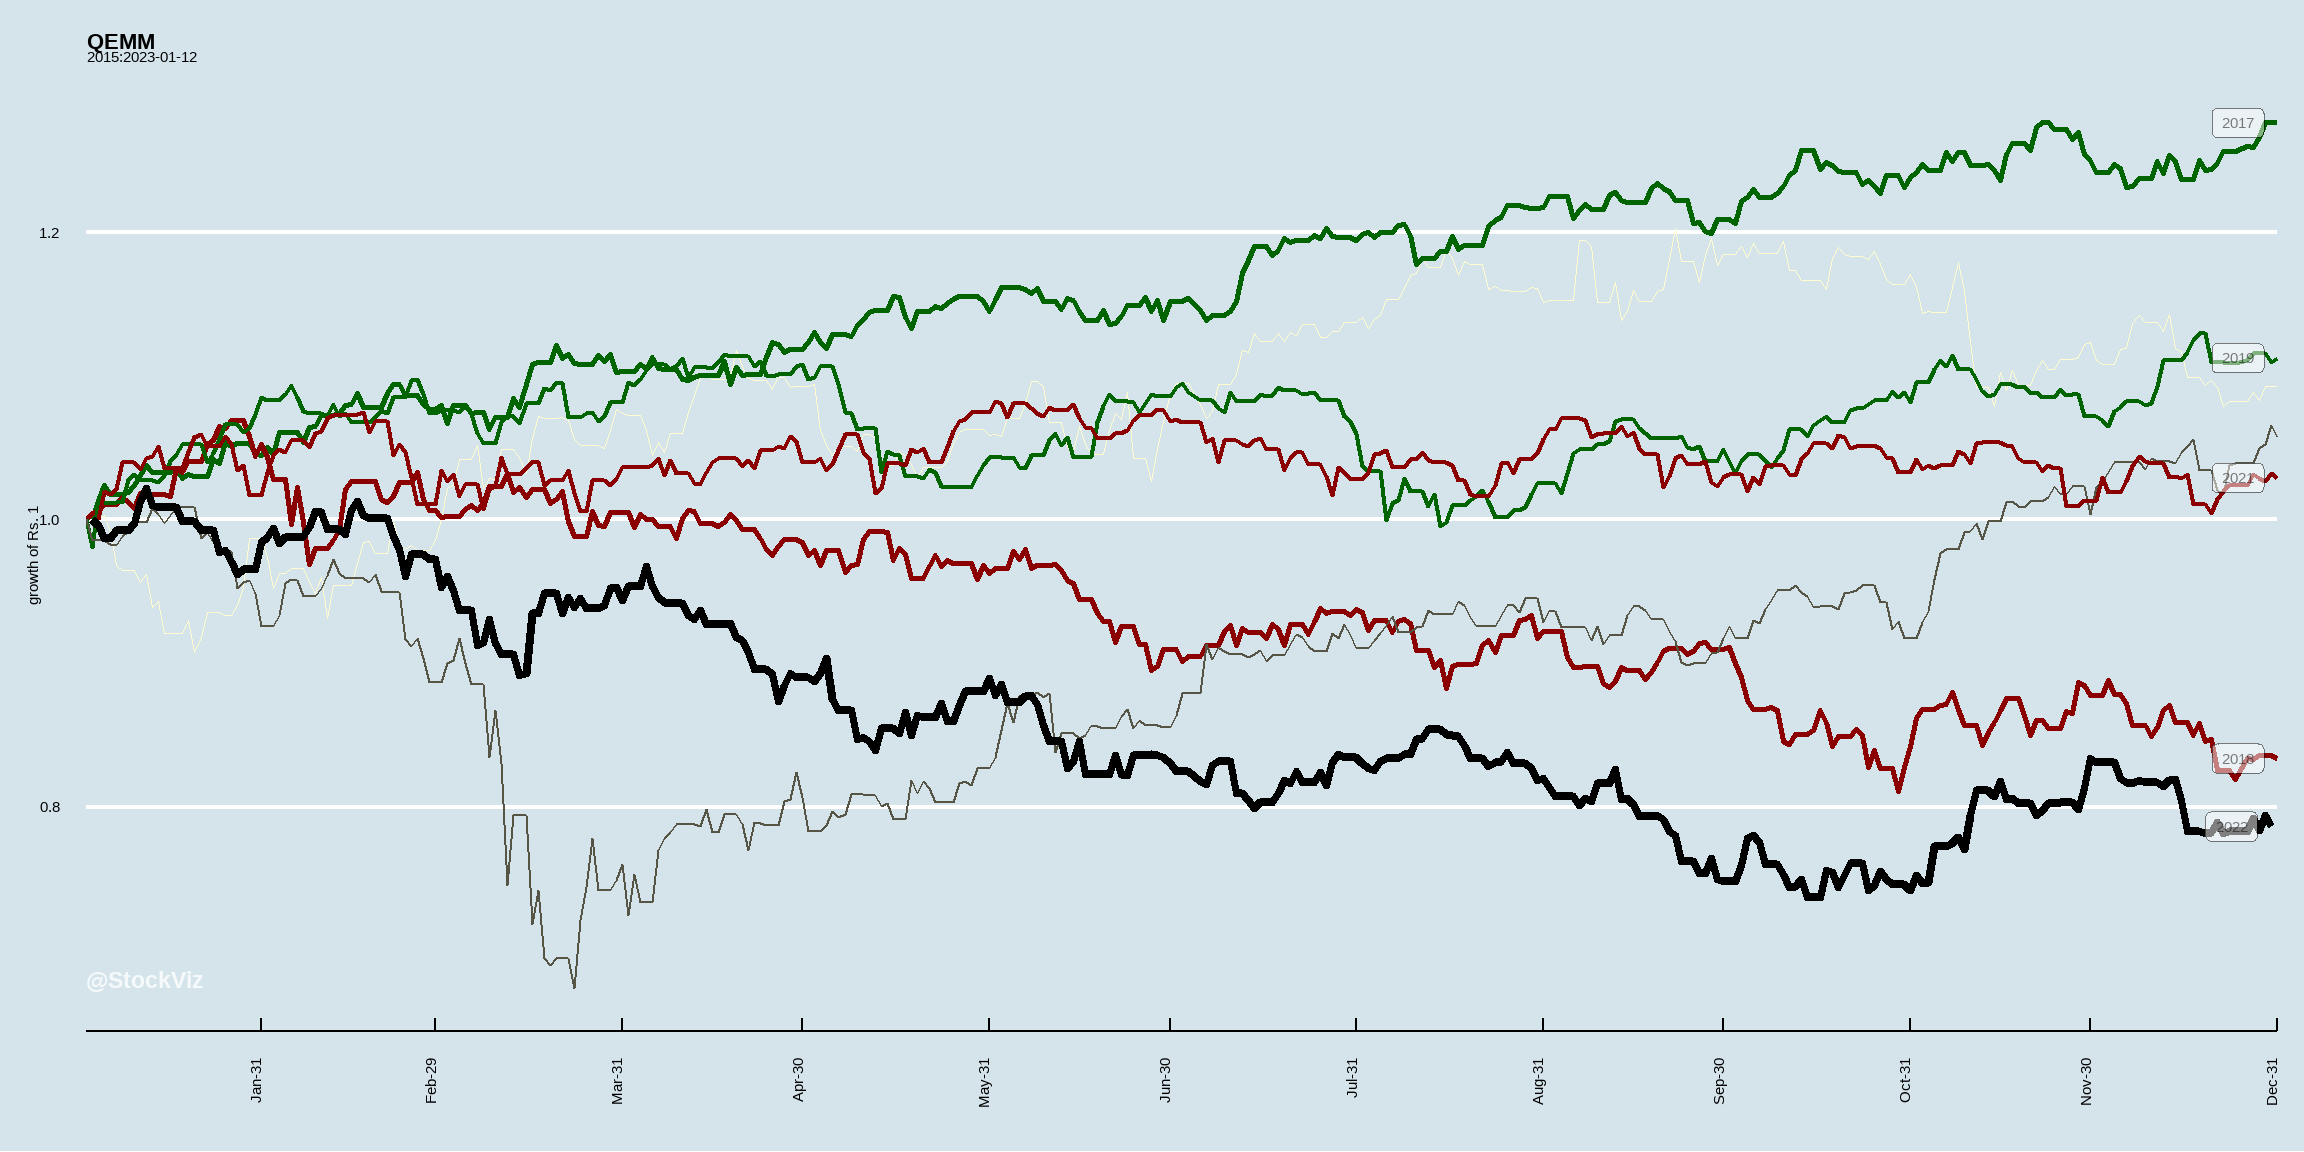 QEMM
2015:2023-01-12
2017
1.2
2019
2021
1.0
growth of Rs. 1
2018
0.8
2022
@StockViz
Jan-31
Feb-29
Mar-31
Apr-30
May-31
Jun-30
Jul-31
Aug-31
Sep-30
Oct-31
Nov-30
Dec-31